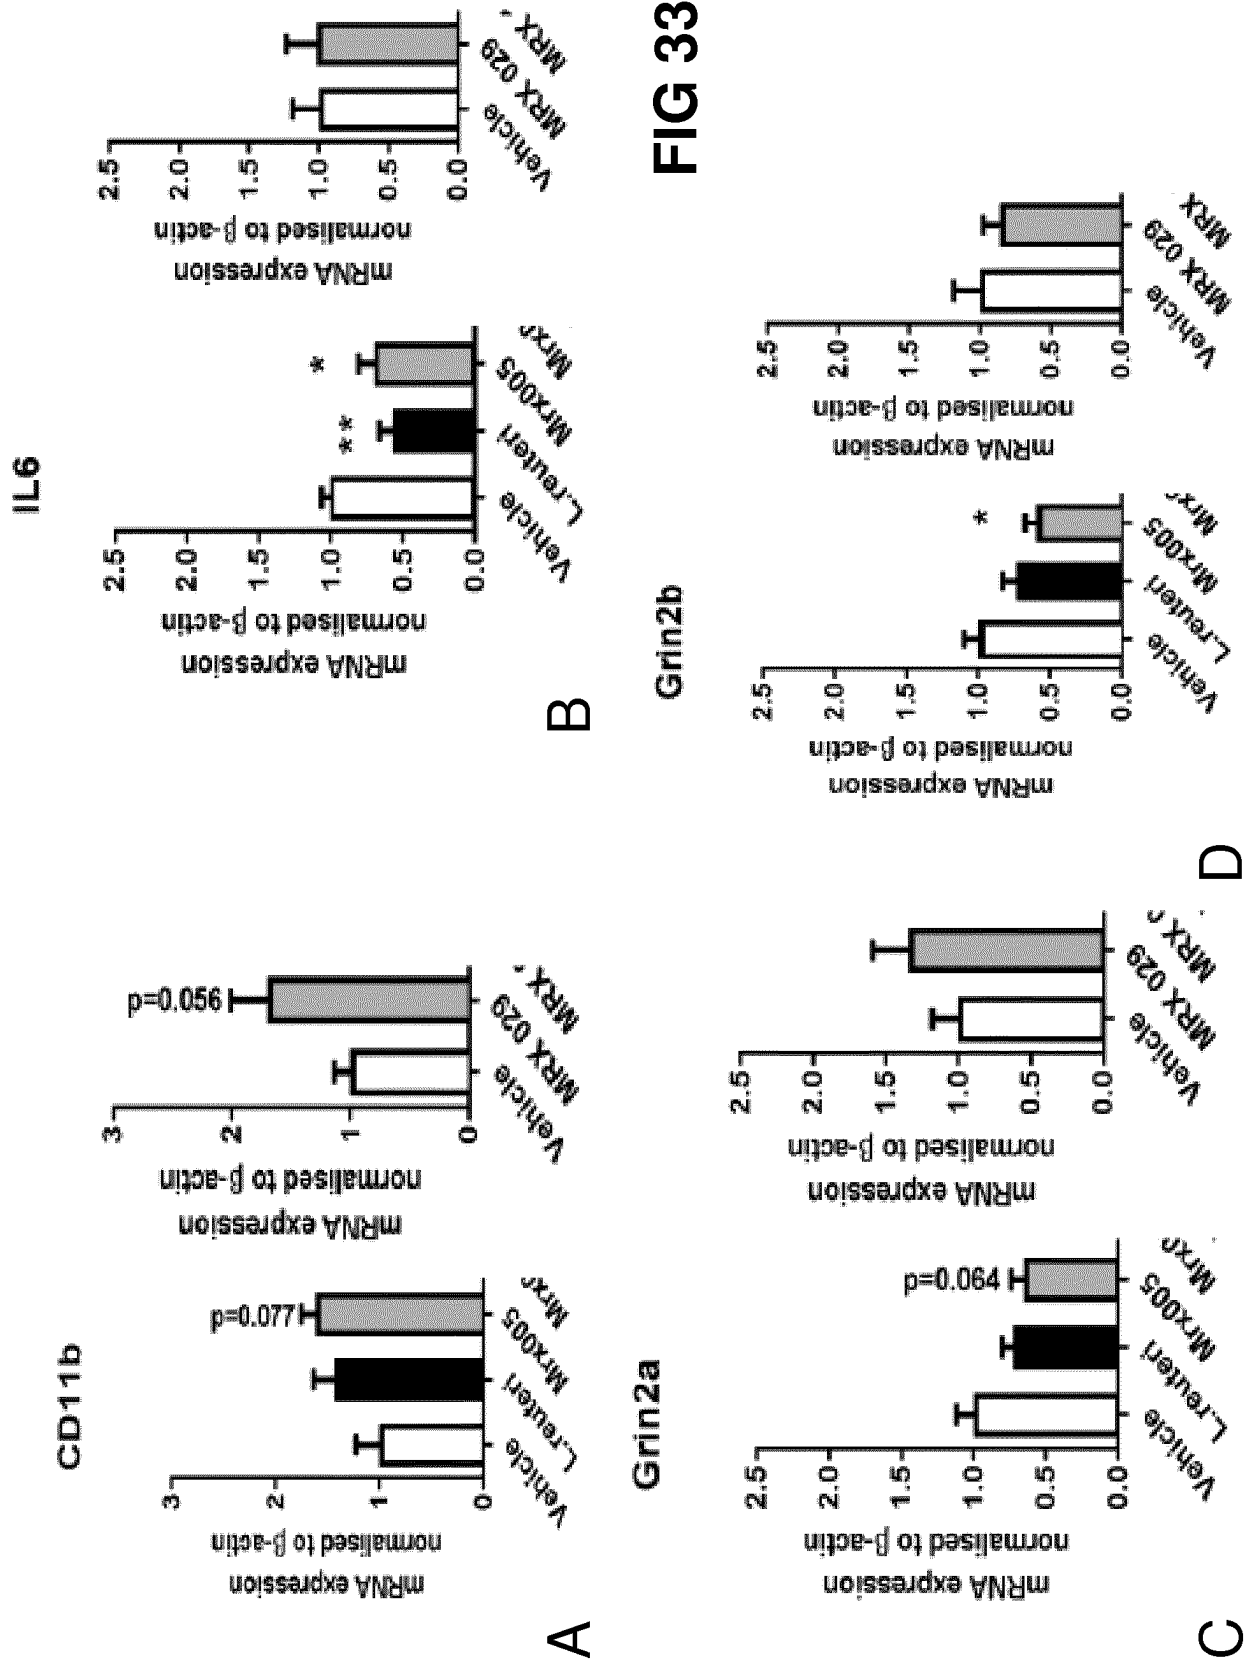 A
CD11b
mRNA expression
normalised to β-actin
3
2
1
0
p=0.077
Vehicle
L.reuteri
Mrx005
mRNA expression
normalised to β-actin
3
2
1
0
p=0.056
Vehicle
MRX 029
MRX
B
IL6
mRNA expression
normalised to β-actin
2.5
2.0
1.5
1.0
0.5
0.0
**
*
Vehicle
L.reuteri
Mrx005
mRNA expression
normalised to β-actin
2.5
2.0
1.5
1.0
0.5
0.0
Vehicle
MRX 029
MRX
C
Grin2a
mRNA expression
normalised to β-actin
2.5
2.0
1.5
1.0
0.5
0.0
p=0.064
Vehicle
L.reuteri
Mrx005
mRNA expression
normalised to β-actin
2.5
2.0
1.5
1.0
0.5
0.0
Vehicle
MRX 029
MRX
D
Grin2b
mRNA expression
normalised to β-actin
2.5
2.0
1.5
1.0
0.5
0.0
*
Vehicle
L.reuteri
Mrx005
mRNA expression
normalised to β-actin
2.5
2.0
1.5
1.0
0.5
0.0
Vehicle
MRX 029
MRX
FIG 33